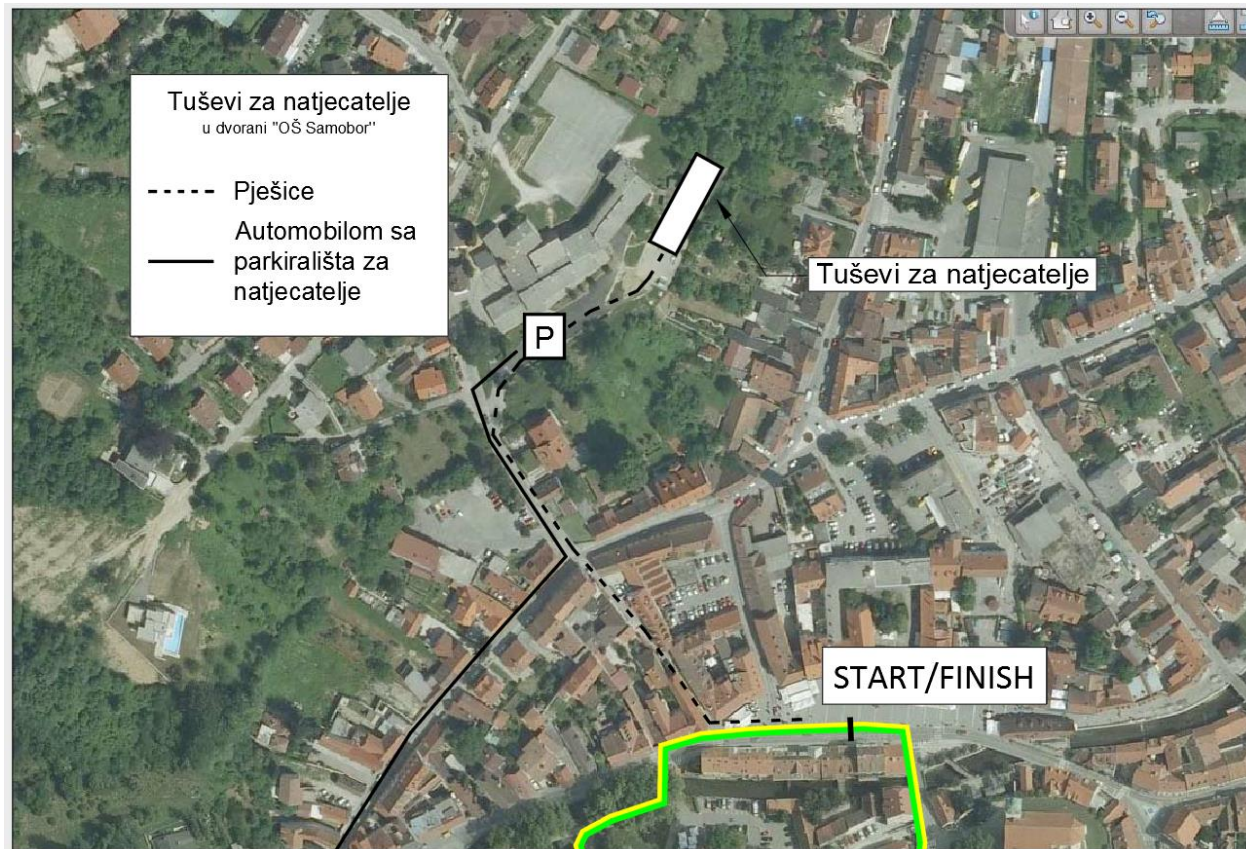 Tuševi za natjecatelje
u dvorani "OŠ Samobor"
Pješice
Automobilom sa
parkirališta za
natjecatelje
Tuševi za natjecatelje
P
START/FINISH